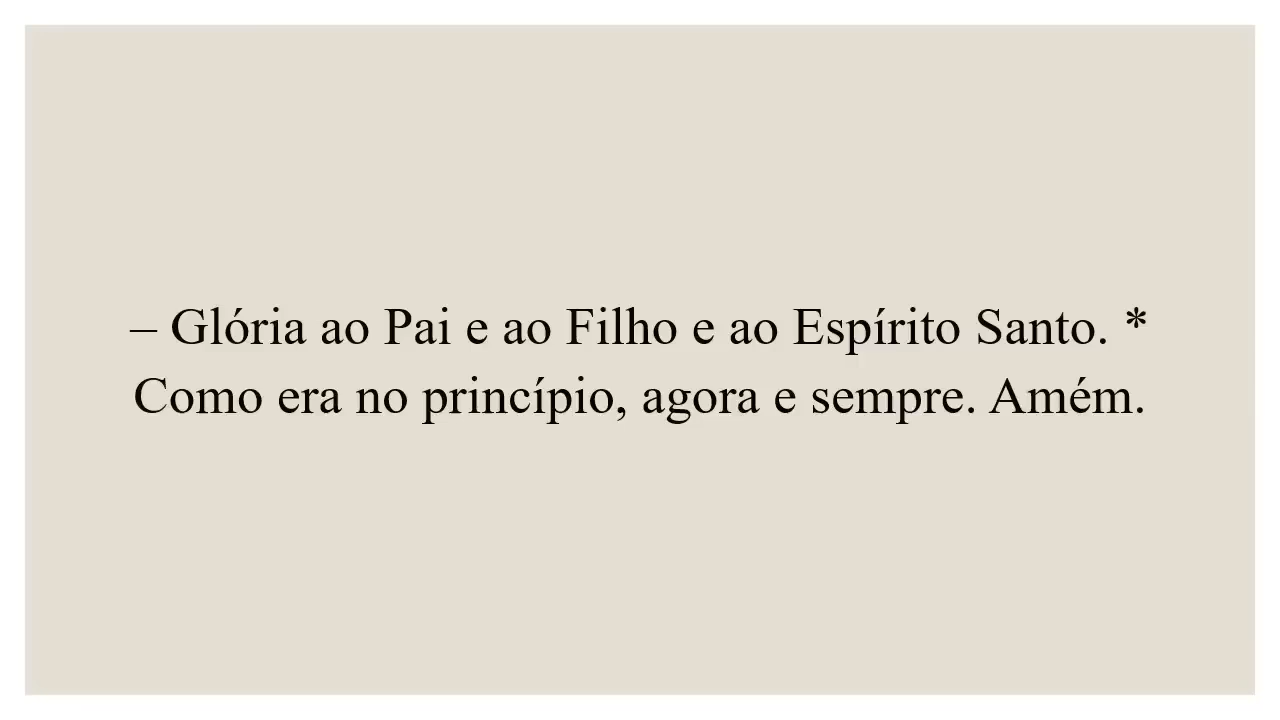 – Glória ao Pai e ao Filho e ao Espírito Santo. *
Como era no princípio, agora e sempre. Amém.